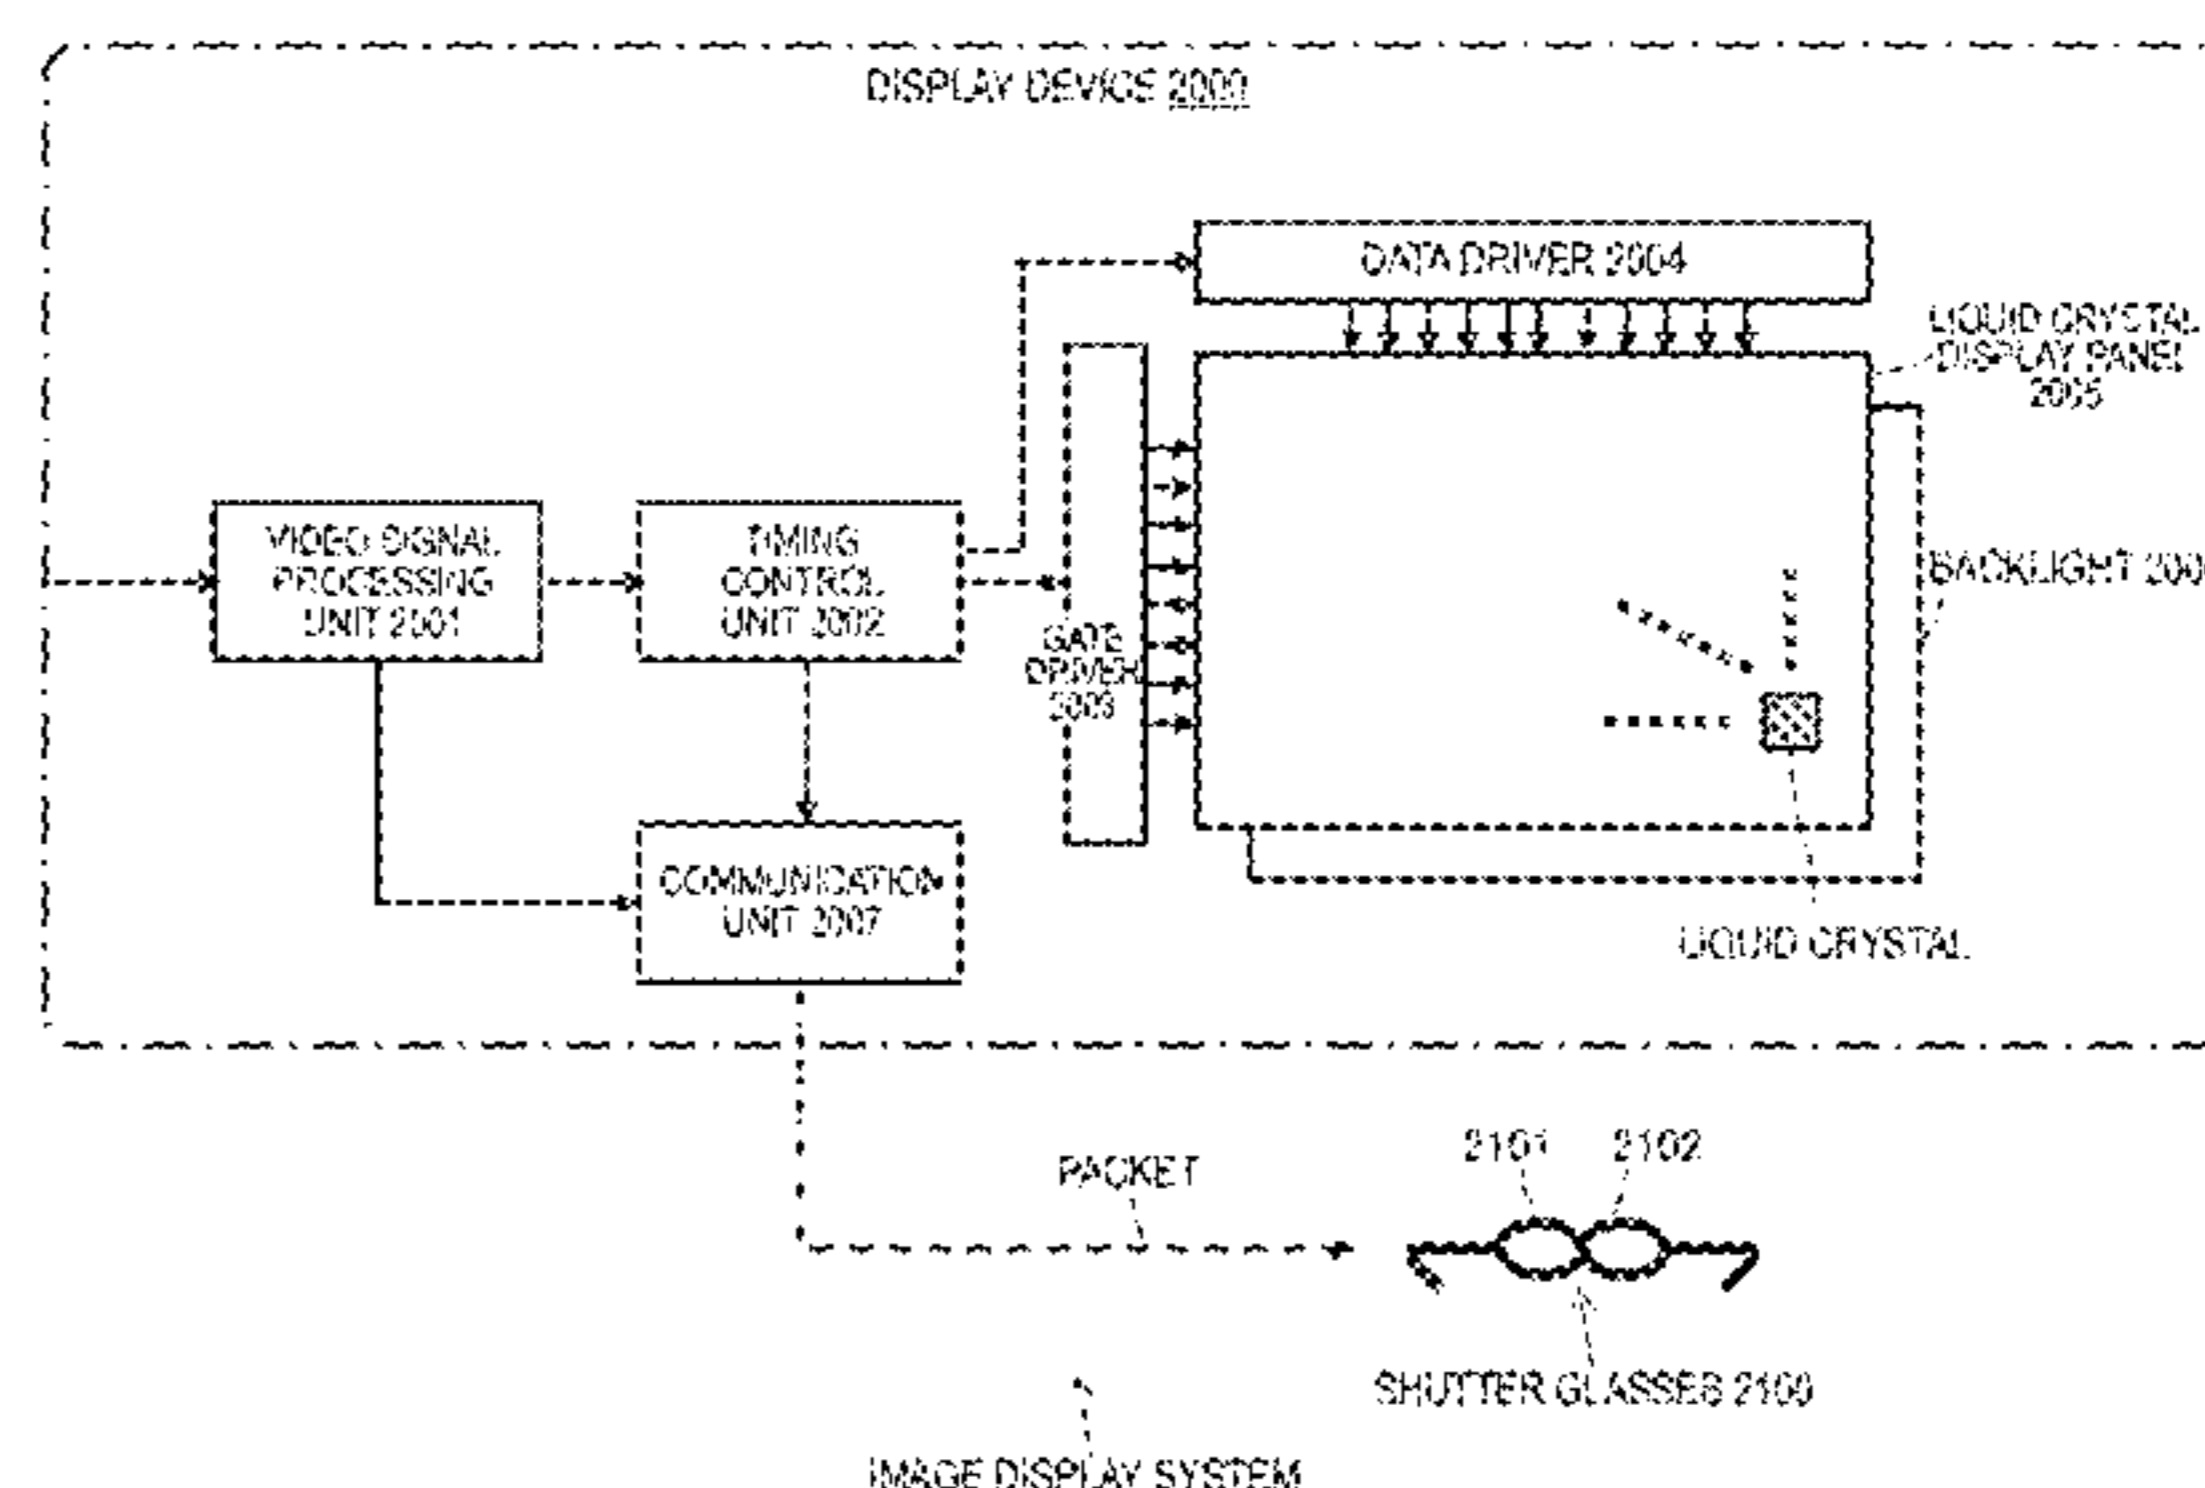 DISPLAY DEVICE 2000
DATA DRIVER 2004
LIQUID CRYSTAL
DISPLAY PANEL
2005
VIDEO SIGNAL
PROCESSING
UNIT 2001
TIMING
CONTROL
UNIT 2002
GATE
DRIVER
2003
BACKLIGHT 200
COMMUNICATION
UNIT 2007
LIQUID CRYSTAL
PACKET
2101
2102
SHUTTER GLASSES 2100
IMAGE DISPLAY SYSTEM